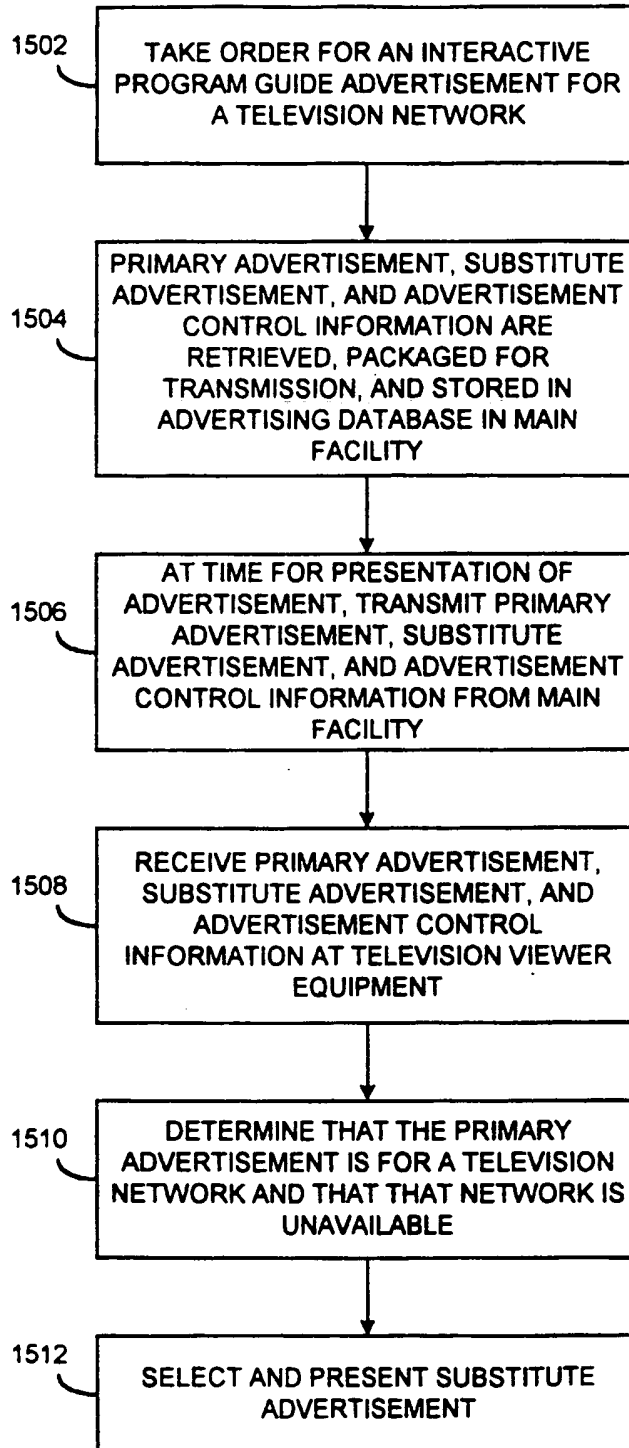 1502
TAKE ORDER FOR AN INTERACTIVE
PROGRAM GUIDE ADVERTISEMENT FOR
A TELEVISION NETWORK
1504
PRIMARY ADVERTISEMENT, SUBSTITUTE
ADVERTISEMENT, AND ADVERTISEMENT
CONTROL INFORMATION ARE
RETRIEVED, PACKAGED FOR
TRANSMISSION, AND STORED IN
ADVERTISING DATABASE IN MAIN
FACILITY
1506
AT TIME FOR PRESENTATION OF
ADVERTISEMENT, TRANSMIT PRIMARY
ADVERTISEMENT, SUBSTITUTE
ADVERTISEMENT, AND ADVERTISEMENT
CONTROL INFORMATION FROM MAIN
FACILITY
1508
RECEIVE PRIMARY ADVERTISEMENT,
SUBSTITUTE ADVERTISEMENT, AND
ADVERTISEMENT CONTROL
INFORMATION AT TELEVISION VIEWER
EQUIPMENT
1510
DETERMINE THAT THE PRIMARY
ADVERTISEMENT IS FOR A TELEVISION
NETWORK AND THAT THAT NETWORK IS
UNAVAILABLE
1512
SELECT AND PRESENT SUBSTITUTE
ADVERTISEMENT